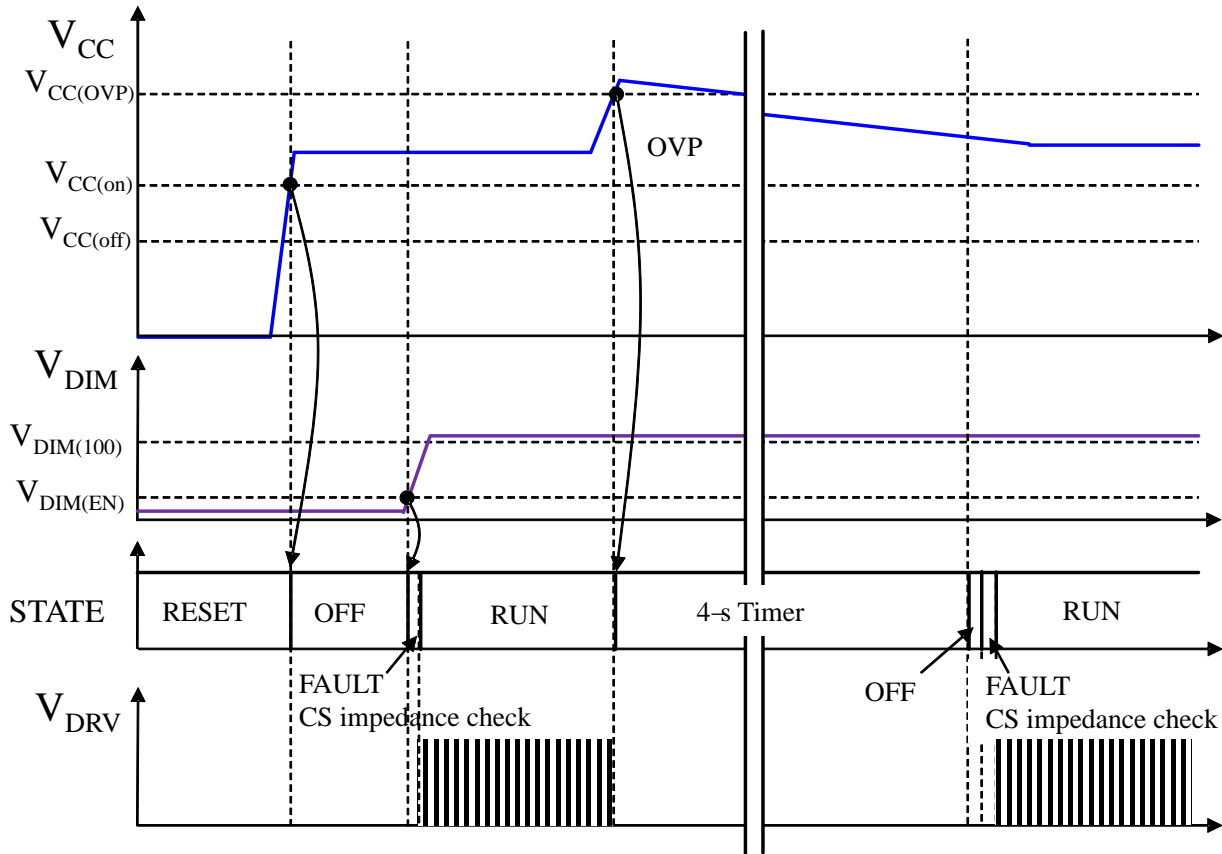 VCC
VCC(OVP)
OVP
VCC(on)
VCC(off)
VDIM
VDIM(100)
VDIM(EN)
STATE
RESET
OFF
RUN
4–s Timer
RUN
FAULT
CS impedance check
OFF
FAULT
CS impedance check
VDRV